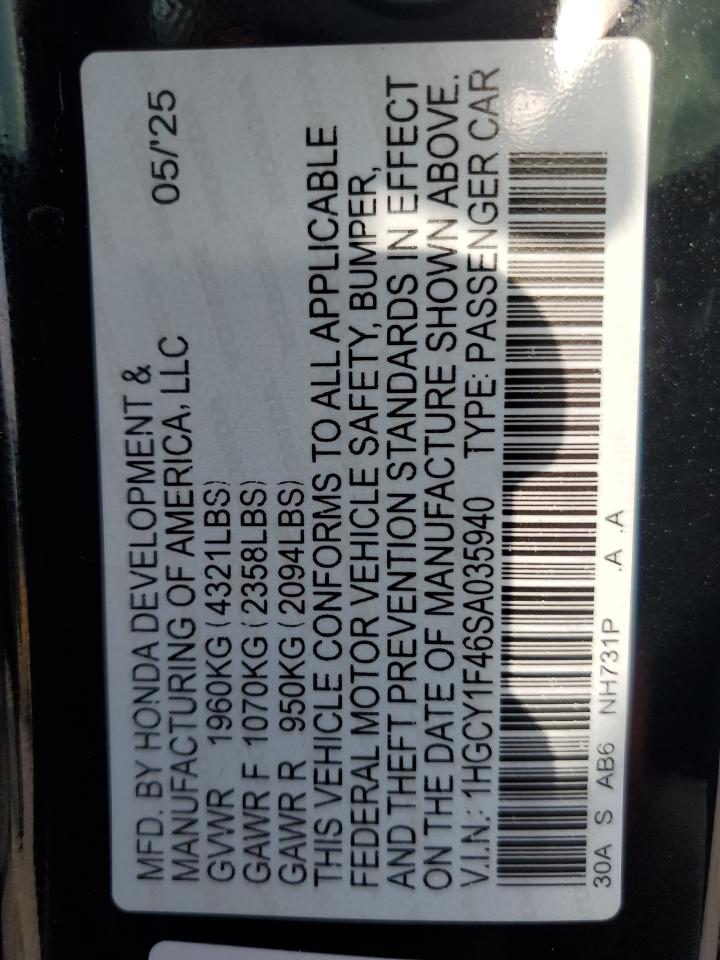 MFD. BY HONDA DEVELOPMENT &
MANUFACTURING OF AMERICA, LLC 05/'25
GVWR 1960KG (4321LBS)
GAWR F 1070KG (2358LBS)
GAWR R 950KG (2094LBS)
THIS VEHICLE CONFORMS TO ALL APPLICABLE
FEDERAL MOTOR VEHICLE SAFETY, BUMPER,
AND THEFT PREVENTION STANDARDS IN EFFECT
ON THE DATE OF MANUFACTURE SHOWN ABOVE.
V.I.N.: 1HGCY1F46SA035940 TYPE: PASSENGER CAR
30A S AB6 NH731P .A .A